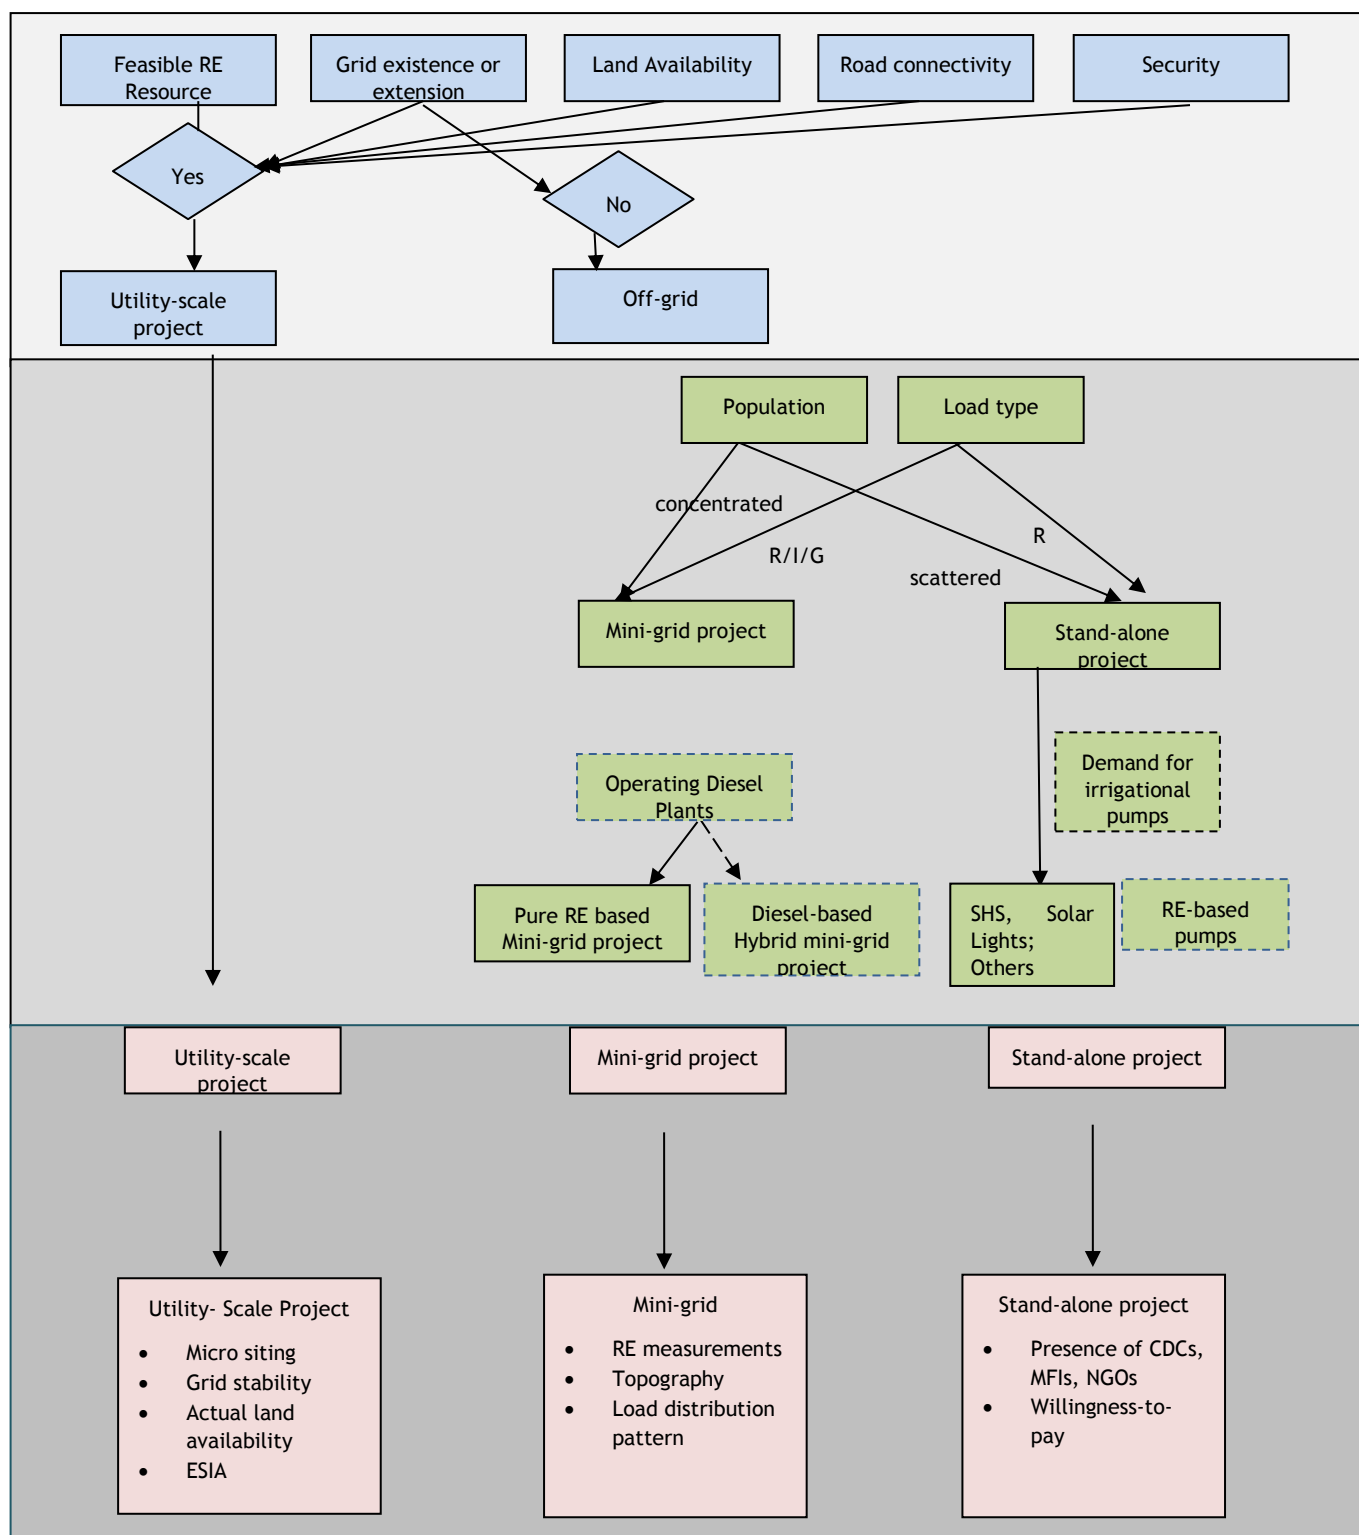 Feasible RE
Resource
Grid existence or
extension
Land Availability
Road connectivity
Security
Yes
No
Utility-scale
project
Off-grid
Population
Load type
concentrated
R/I/G
R
scattered
Mini-grid project
Stand-alone
project
Operating Diesel
Plants
Demand for
irrigational
pumps
Pure RE based
Mini-grid project
Diesel-based
Hybrid mini-grid
project
SHS, Solar
Lights;
Others
RE-based
pumps
Utility-scale
project
Mini-grid project
Stand-alone project
Utility- Scale Project
• Micro siting
• Grid stability
• Actual land
availability
• ESIA
Mini-grid
• RE measurements
• Topography
• Load distribution
pattern
Stand-alone project
• Presence of CDCs,
MFIs, NGOs
• Willingness-to-
pay